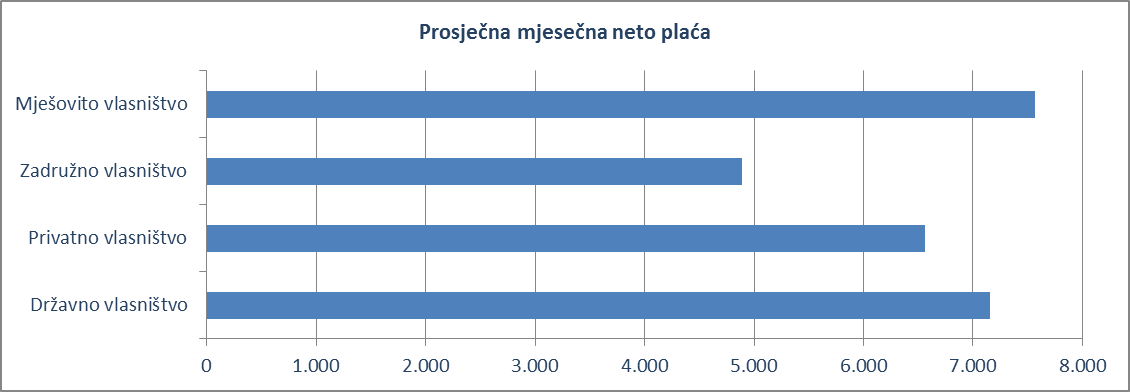 Prosječna mjesečna neto plaća
Mješovito vlasništvo
Zadružno vlasništvo
Privatno vlasništvo
Državno vlasništvo
0 1.000 2.000 3.000 4.000 5.000 6.000 7.000 8.000